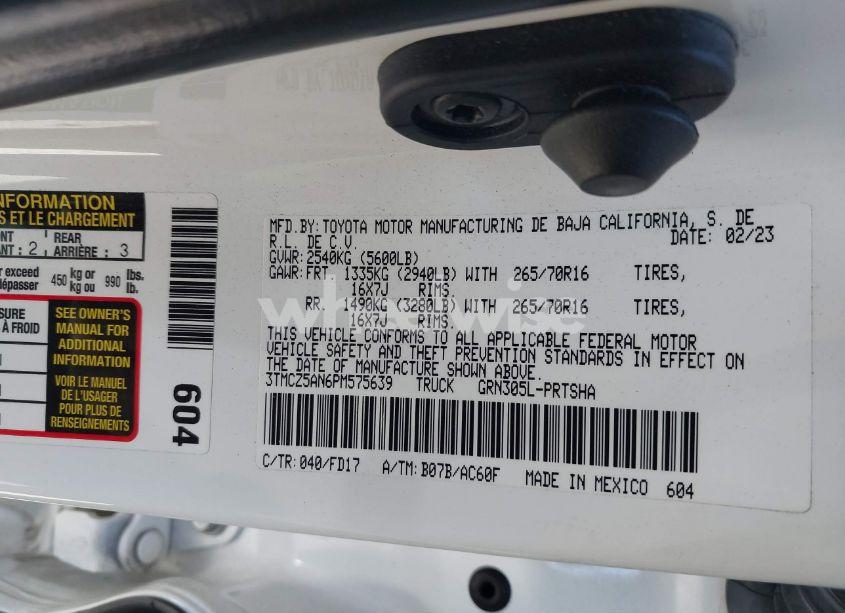 INFORMATION
S ET LE CHARGEMENT
NT
ANT: 2
REAR
ARRIÈRE: 3
r exceed
dépasser
450 kg or
kg ou
990 lbs.
lb.
SURE
À FROID
SEE OWNER'S
MANUAL FOR
ADDITIONAL
INFORMATION
VOIR LE MANUEL
DE L'USAGER
POUR PLUS DE
RENSEIGNEMENTS
604
MFD.BY: TOYOTA MOTOR MANUFACTURING DE BAJA CALIFORNIA, S. DE
R.L. DE C.V. DATE: 02/23
GVWR: 2540KG (5600LB)
GAWR: FRT. 1335KG (2940LB) WITH 265/70R16 TIRES,
16X7J RIMS,
RR. 1490KG (3280LB) WITH 265/70R16 TIRES,
16X7J RIMS.
THIS VEHICLE CONFORMS TO ALL APPLICABLE FEDERAL MOTOR
VEHICLE SAFETY AND THEFT PREVENTION STANDARDS IN EFFECT ON
THE DATE OF MANUFACTURE SHOWN ABOVE.
3TMCZ5AN6PM575639 TRUCK GRN305L-PRTSHA
C/TR: 040/FD17 A/TM: B07B/AC60F MADE IN MEXICO 604